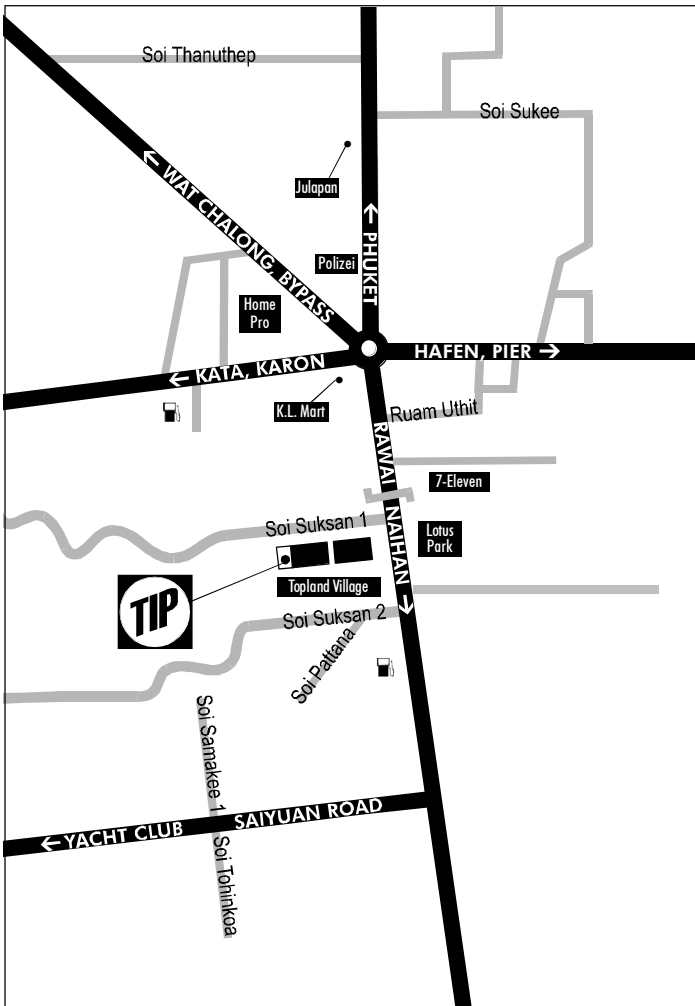 Soi Thanuthep
Soi Sukee
Julapan
← WAT CHALONG, BYPASS
← PHUKET
Polizei
Home
Pro
HAFEN, PIER →
← KATA, KARON
K.L. Mart
Ruam Uthit
RAWAI
7-Eleven
NAIHAN →
Soi Suksan 1
Lotus
Park
Topland Village
TIP
Soi Suksan 2
Soi Pattana
Soi Samakee 1
SAIYUAN ROAD
← YACHT CLUB
Soi Tohinkoa